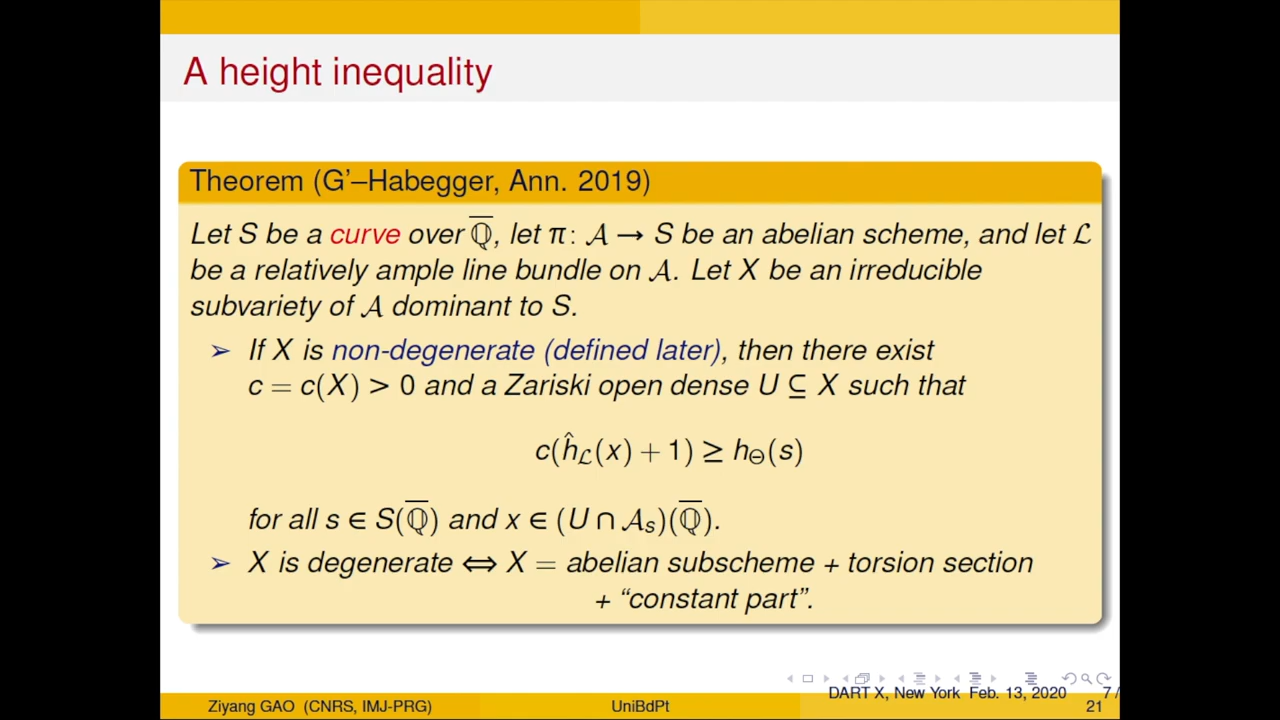 A height inequality
Theorem (G’–Habegger, Ann. 2019)
Let S be a curve over ℚ̅, let π: 𝒜 → S be an abelian scheme, and let ℒ
be a relatively ample line bundle on 𝒜. Let X be an irreducible
subvariety of 𝒜 dominant to S.
➢ If X is non-degenerate (defined later), then there exist
c = c(X) > 0 and a Zariski open dense U ⊆ X such that
c(ĥ_ℒ(x) + 1) ≥ h_Θ(s)
for all s ∈ S(ℚ̅) and x ∈ (U ∩ 𝒜_s)(ℚ̅).
➢ X is degenerate ⇔ X = abelian subscheme + torsion section
+ “constant part”.
Ziyang GAO (CNRS, IMJ-PRG)
UniBdPt
DART X, New York Feb. 13, 2020
7 /
21